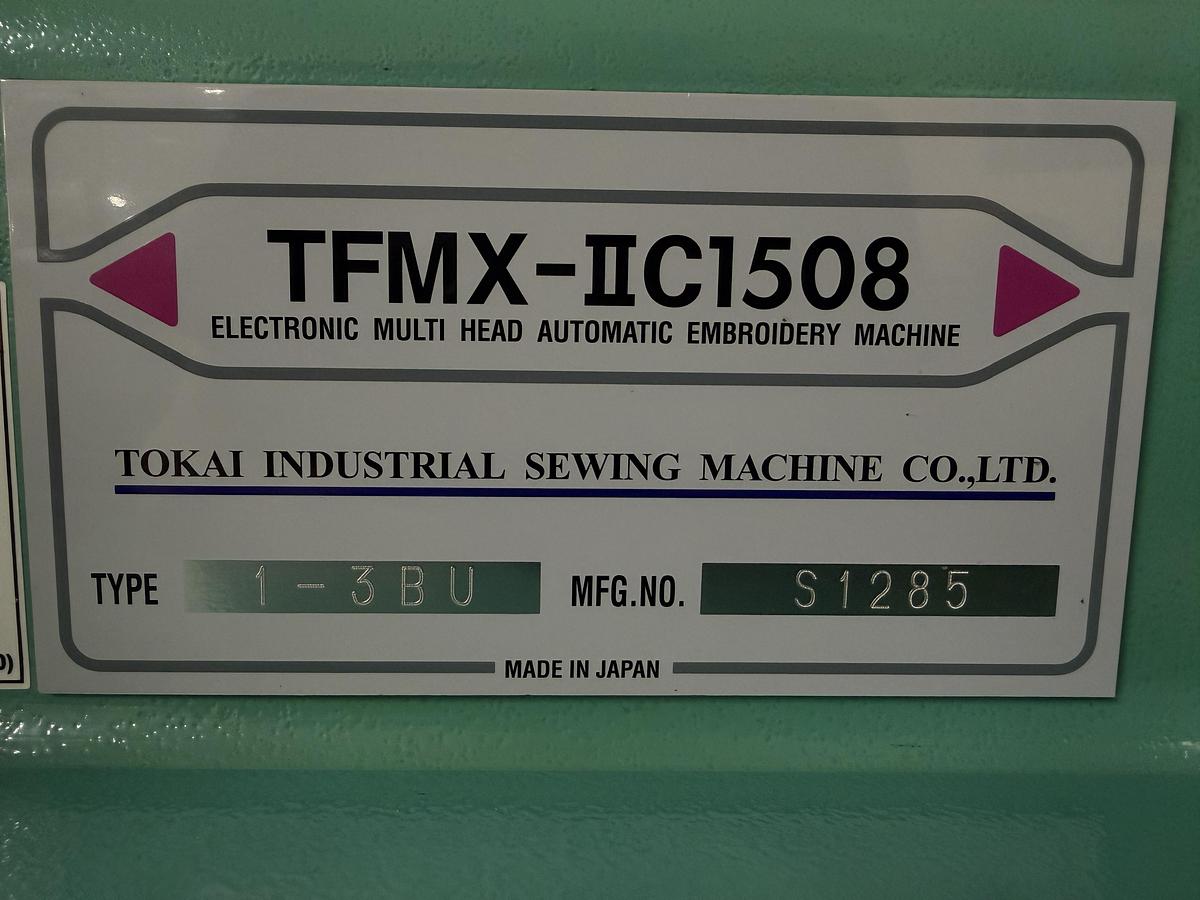 TFMX-IIC1508
ELECTRONIC MULTI HEAD AUTOMATIC EMBROIDERY MACHINE
TOKAI INDUSTRIAL SEWING MACHINE CO.,LTD.
TYPE 1-3BU MFG.NO. S1285
MADE IN JAPAN